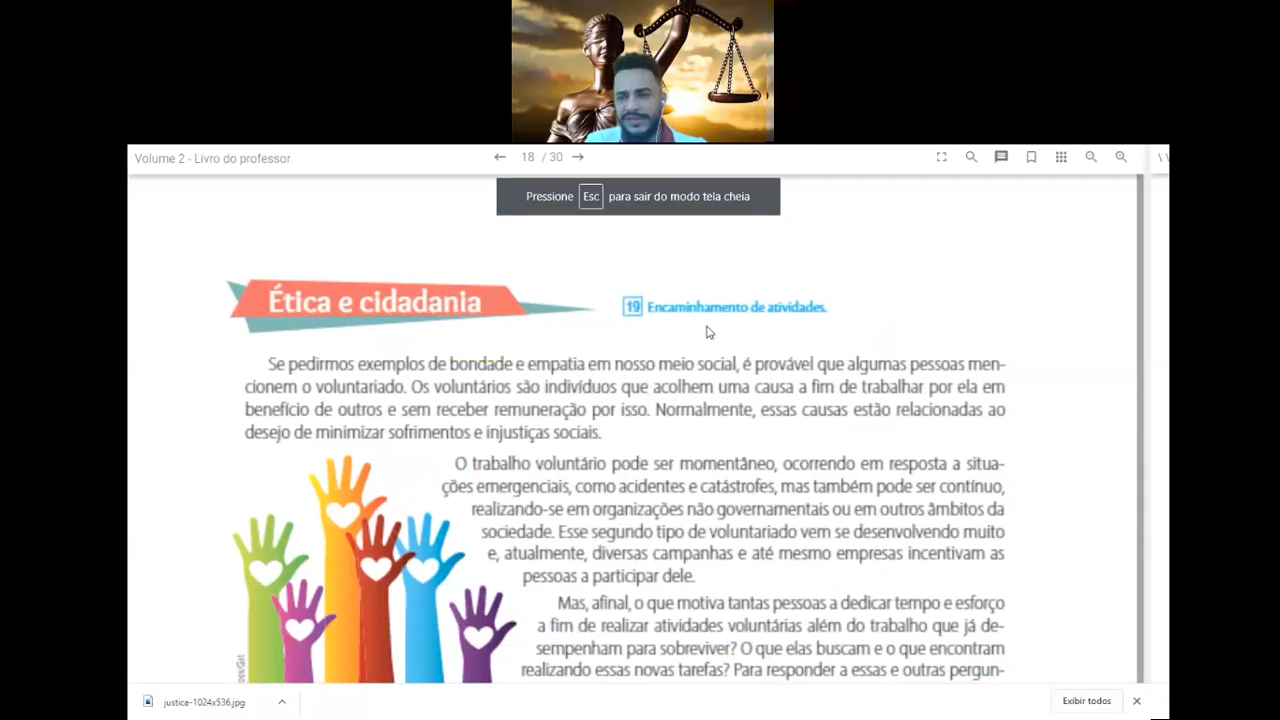 Volume 2 - Livro do professor
18 / 30
Pressione Esc para sair do modo tela cheia
Ética e cidadania
19 Encaminhamento de atividades.
Se pedirmos exemplos de bondade e empatia em nosso meio social, é provável que algumas pessoas men-
cionem o voluntariado. Os voluntários são indivíduos que acolhem uma causa a fim de trabalhar por ela em
benefício de outros e sem receber remuneração por isso. Normalmente, essas causas estão relacionadas ao
desejo de minimizar sofrimentos e injustiças sociais.
O trabalho voluntário pode ser momentâneo, ocorrendo em resposta a situa-
ções emergenciais, como acidentes e catástrofes, mas também pode ser contínuo,
realizando-se em organizações não governamentais ou em outros âmbitos da
sociedade. Esse segundo tipo de voluntariado vem se desenvolvendo muito
e, atualmente, diversas campanhas e até mesmo empresas incentivam as
pessoas a participar dele.
Mas, afinal, o que motiva tantas pessoas a dedicar tempo e esforço
a fim de realizar atividades voluntárias além do trabalho que já de-
sempenham para sobreviver? O que elas buscam e o que encontram
realizando essas novas tarefas? Para responder a essas e outras pergun-
justica-1024x536.jpg
Exibir todos